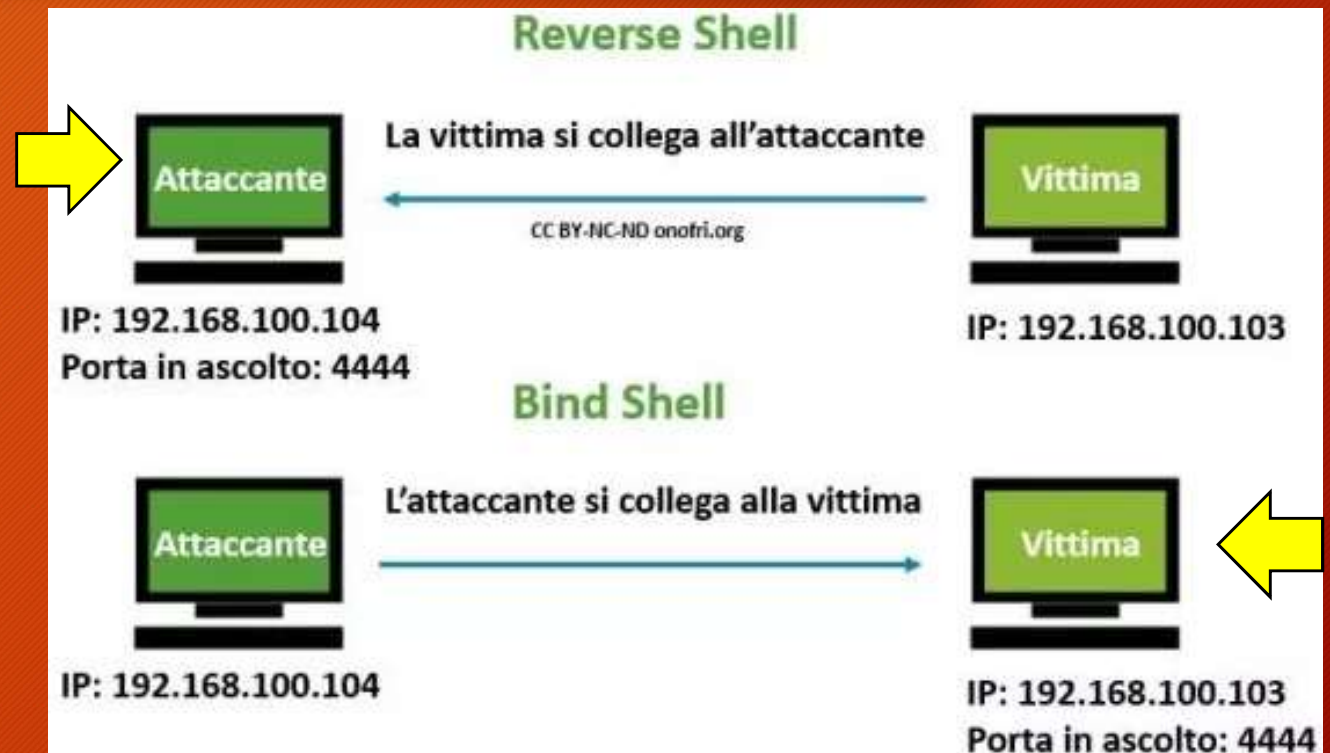 Reverse Shell
La vittima si collega all'attaccante
Attaccante
Vittima
CC BY-NC-ND onofri.org
IP: 192.168.100.104
Porta in ascolto: 4444
IP: 192.168.100.103
Bind Shell
L'attaccante si collega alla vittima
Attaccante
Vittima
IP: 192.168.100.104
IP: 192.168.100.103
Porta in ascolto: 4444